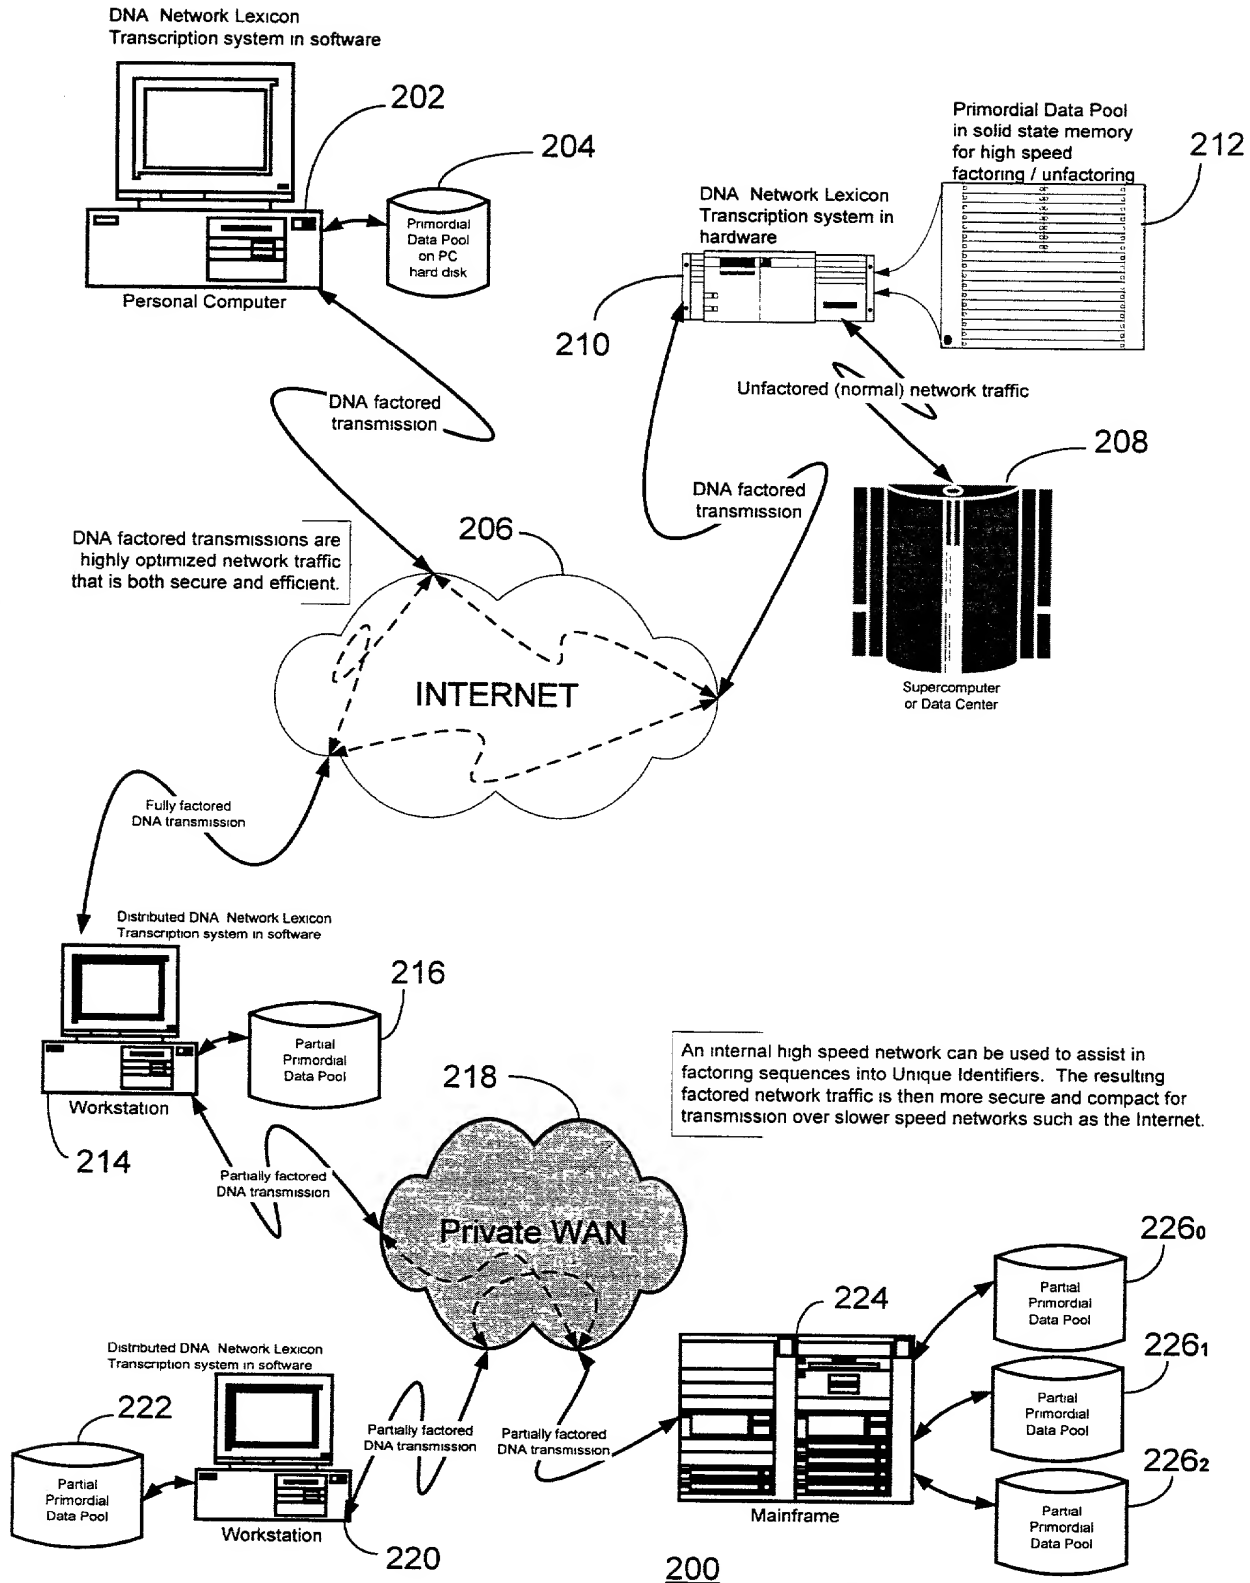 DNA Network Lexicon
Transcription system in software
202
204
Primordial
Data Pool
on PC
hard disk
Personal Computer
Primordial Data Pool
in solid state memory
for high speed
factoring / unfactoring
212
DNA Network Lexicon
Transcription system in
hardware
210
Unfactored (normal) network traffic
DNA factored
transmission
208
DNA factored
transmission
206
DNA factored transmissions are
highly optimized network traffic
that is both secure and efficient.
INTERNET
Supercomputer
or Data Center
Fully factored
DNA transmission
Distributed DNA Network Lexicon
Transcription system in software
216
Partial
Primordial
Data Pool
Workstation
214
218
An internal high speed network can be used to assist in
factoring sequences into Unique Identifiers. The resulting
factored network traffic is then more secure and compact for
transmission over slower speed networks such as the Internet.
Partially factored
DNA transmission
Private WAN
226₀
Partial
Primordial
Data Pool
224
226₁
Partial
Primordial
Data Pool
226₂
Partial
Primordial
Data Pool
Mainframe
Distributed DNA Network Lexicon
Transcription system in software
222
Partial
Primordial
Data Pool
Partially factored
DNA transmission
Partially factored
DNA transmission
Workstation
220
200